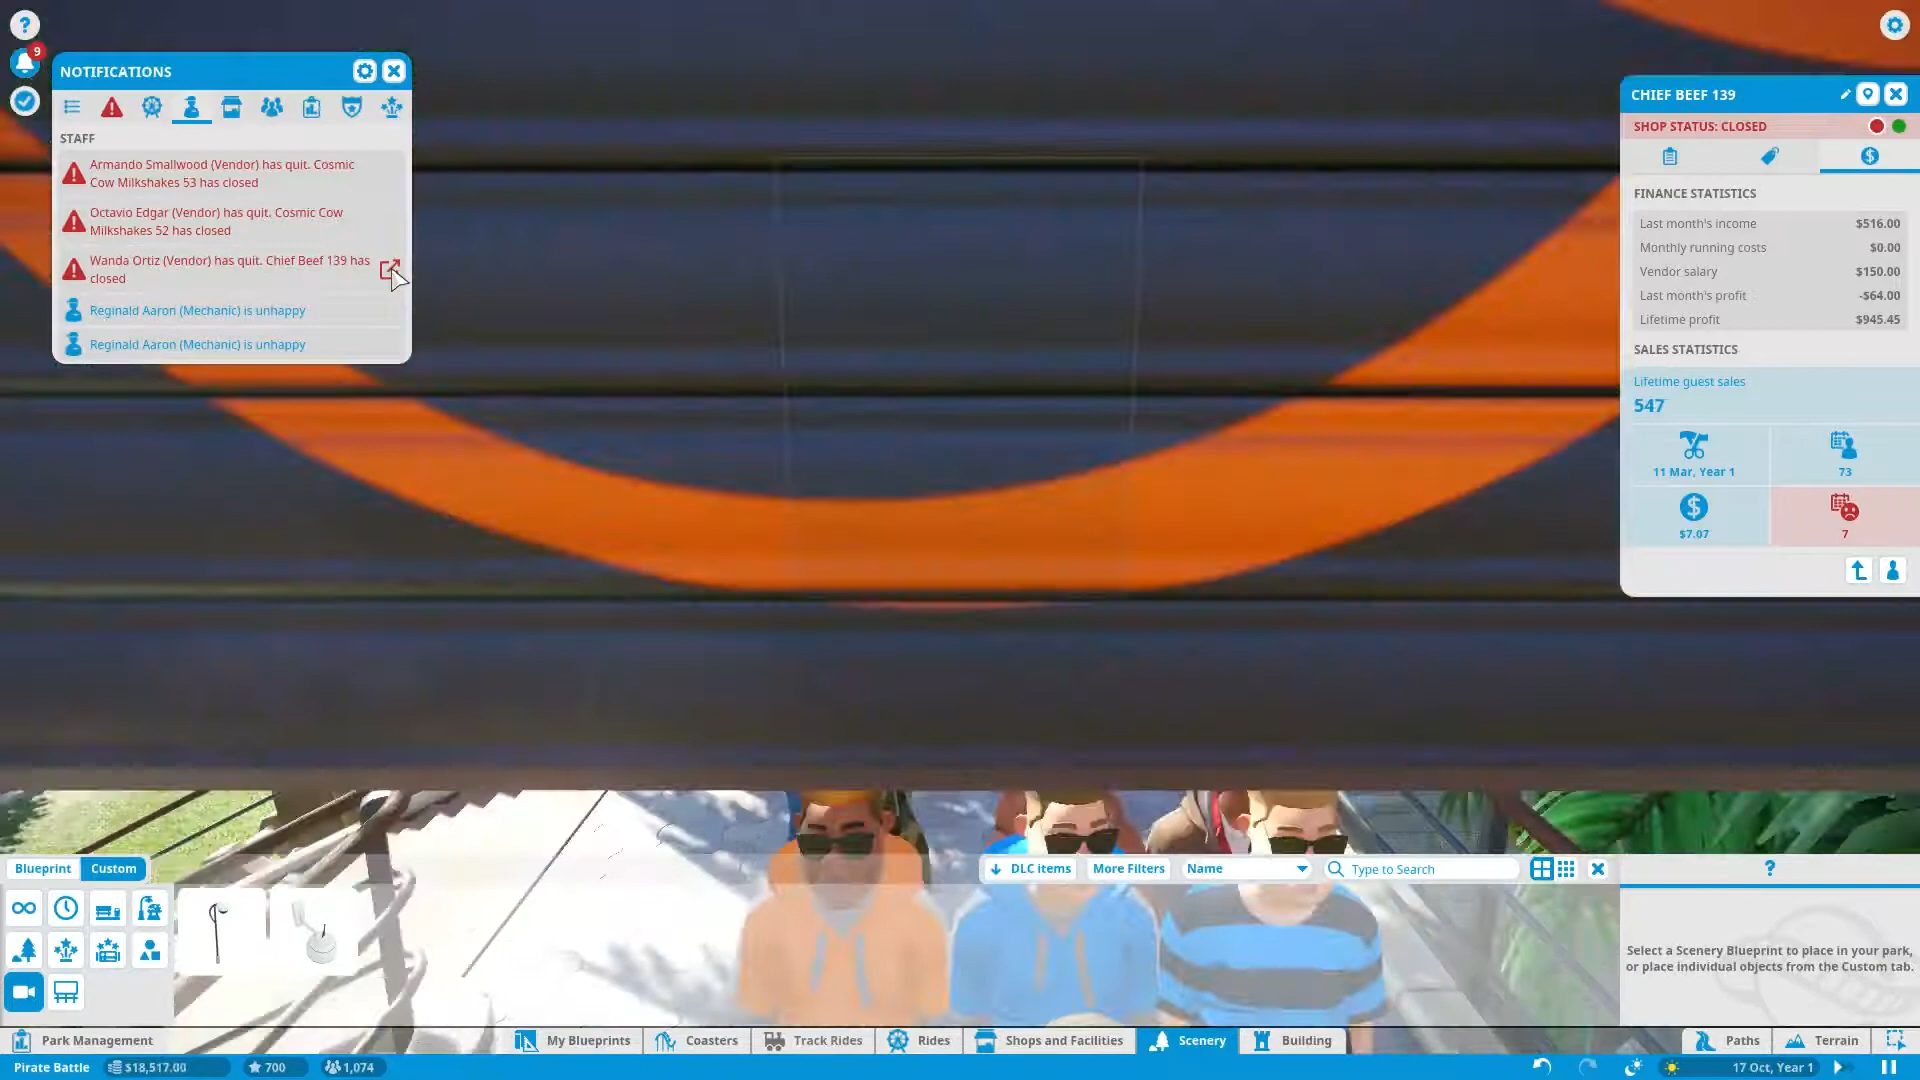 ?
9
NOTIFICATIONS
STAFF
Armando Smallwood (Vendor) has quit. Cosmic
Cow Milkshakes 53 has closed
Octavio Edgar (Vendor) has quit. Cosmic Cow
Milkshakes 52 has closed
Wanda Ortiz (Vendor) has quit. Chief Beef 139 has
closed
Reginald Aaron (Mechanic) is unhappy
Reginald Aaron (Mechanic) is unhappy
CHIEF BEEF 139
SHOP STATUS: CLOSED
FINANCE STATISTICS
Last month's income $516.00
Monthly running costs $0.00
Vendor salary $150.00
Last month's profit -$64.00
Lifetime profit $945.45
SALES STATISTICS
Lifetime guest sales
547
11 Mar, Year 1 73
$7.07 7
Blueprint Custom
DLC items More Filters Name Type to Search
?
Select a Scenery Blueprint to place in your park,
or place individual objects from the Custom tab.
Park Management My Blueprints Coasters Track Rides Rides Shops and Facilities Scenery Building Paths Terrain
Pirate Battle $18,517.00 700 1,074 17 Oct, Year 1